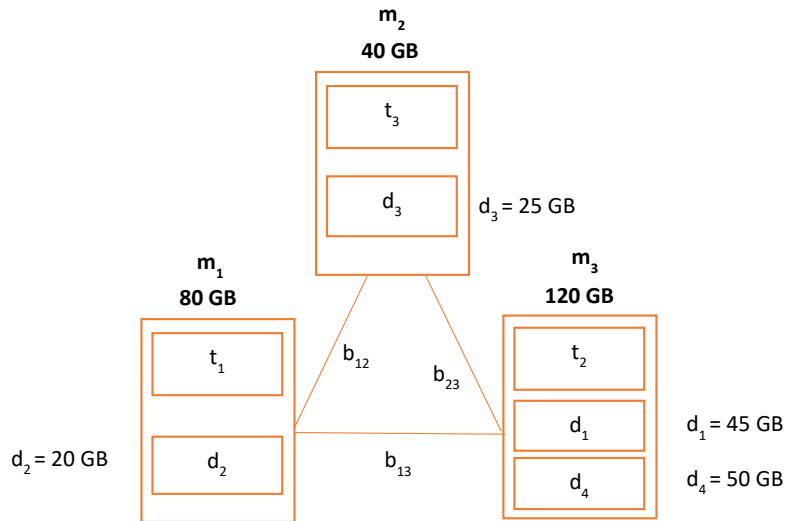 m₂
40 GB
t₃
d₃
d₃ = 25 GB
m₁
80 GB
m₃
120 GB
t₁
t₂
b₁₂
b₂₃
d₁
d₁ = 45 GB
d₂ = 20 GB
d₂
b₁₃
d₄
d₄ = 50 GB